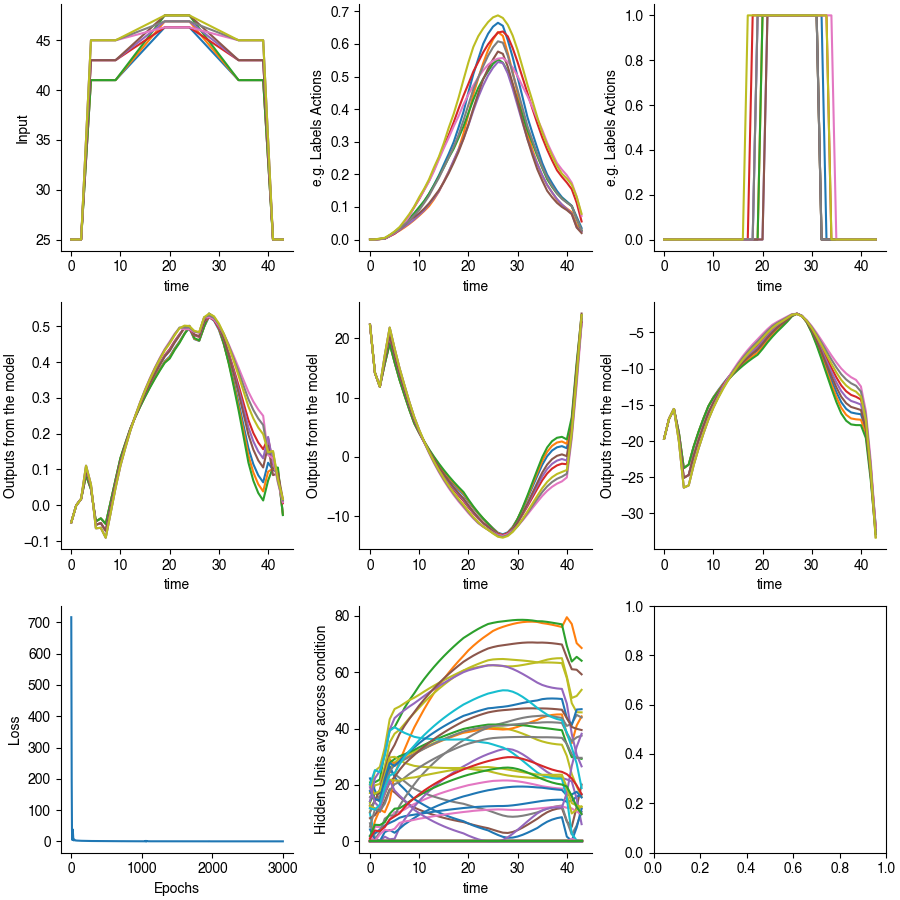 45
40
35
30
25
0 10 20 30 40
Input
time
0.7
0.6
0.5
0.4
0.3
0.2
0.1
0.0
0 10 20 30 40
e.g. Labels Actions
time
1.0
0.8
0.6
0.4
0.2
0.0
0 10 20 30 40
e.g. Labels Actions
time
0.5
0.4
0.3
0.2
0.1
0.0
−0.1
0 10 20 30 40
Outputs from the model
time
20
10
0
−10
0 10 20 30 40
Outputs from the model
time
−5
−10
−15
−20
−25
−30
0 10 20 30 40
Outputs from the model
time
700
600
500
400
300
200
100
0
0 1000 2000 3000
Loss
Epochs
80
60
40
20
0
0 10 20 30 40
Hidden Units avg across condition
time
1.0
0.8
0.6
0.4
0.2
0.0
0.0 0.2 0.4 0.6 0.8 1.0